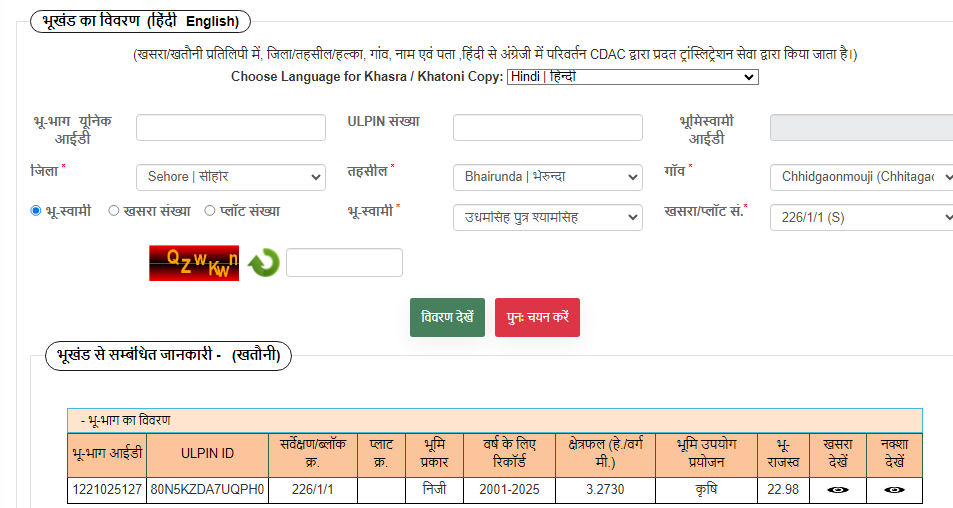 भूखंड का विवरण (हिंदी English)
(खसरा/खतौनी प्रतिलिपी में, जिला/तहसील/हल्का, गांव, नाम एवं पता ,हिंदी से अंग्रेजी में परिवर्तन CDAC द्वारा प्रदत ट्रांस्लिट्रेशन सेवा द्वारा किया जाता है।)
Choose Language for Khasra / Khatoni Copy: Hindi | हिन्दी
भू-भाग यूनिक आईडी
ULPIN संख्या
भूमिस्वामी आईडी
जिला * Sehore | सीहोर तहसील * Bhairunda | भेरुन्दा गाँव * Chhidgaonmouji (Chhitagao
भू-स्वामी खसरा संख्या प्लॉट संख्या भू-स्वामी * उधमसिह पुत्र श्यामसिह खसरा/प्लॉट सं.* 226/1/1 (S)
QZwKwn
विवरण देखें पुनः चयन करें
भूखंड से सम्बंधित जानकारी - (खतौनी)
- भू-भाग का विवरण
भू-भाग आईडी ULPIN ID सर्वेक्षण/ब्लॉक क्र. प्लाट क्र. भूमि प्रकार वर्ष के लिए रिकॉर्ड क्षेत्रफल (हे./वर्ग मी.) भूमि उपयोग प्रयोजन भू-राजस्व खसरा देखें नक्शा देखें
1221025127 80N5KZDA7UQPH0 226/1/1 निजी 2001-2025 3.2730 कृषि 22.98